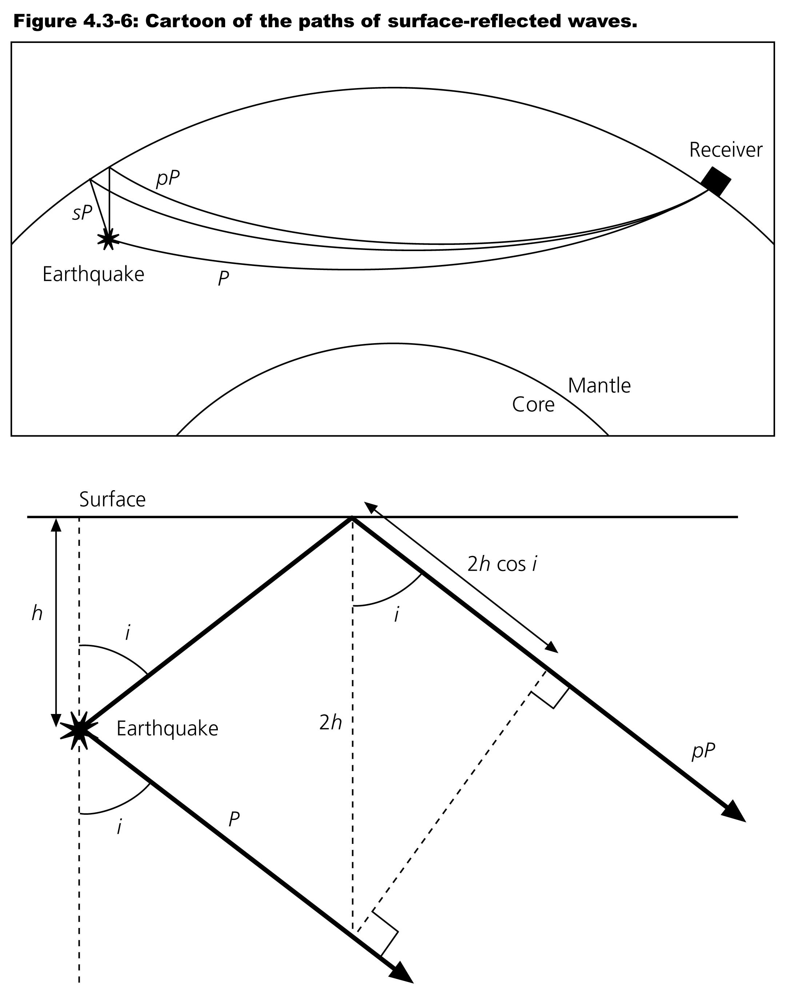 Figure 4.3-6: Cartoon of the paths of surface-reflected waves.
Receiver
pP
sP
Earthquake
P
Mantle
Core
Surface
2h cos i
h
i
i
2h
Earthquake
pP
P
i